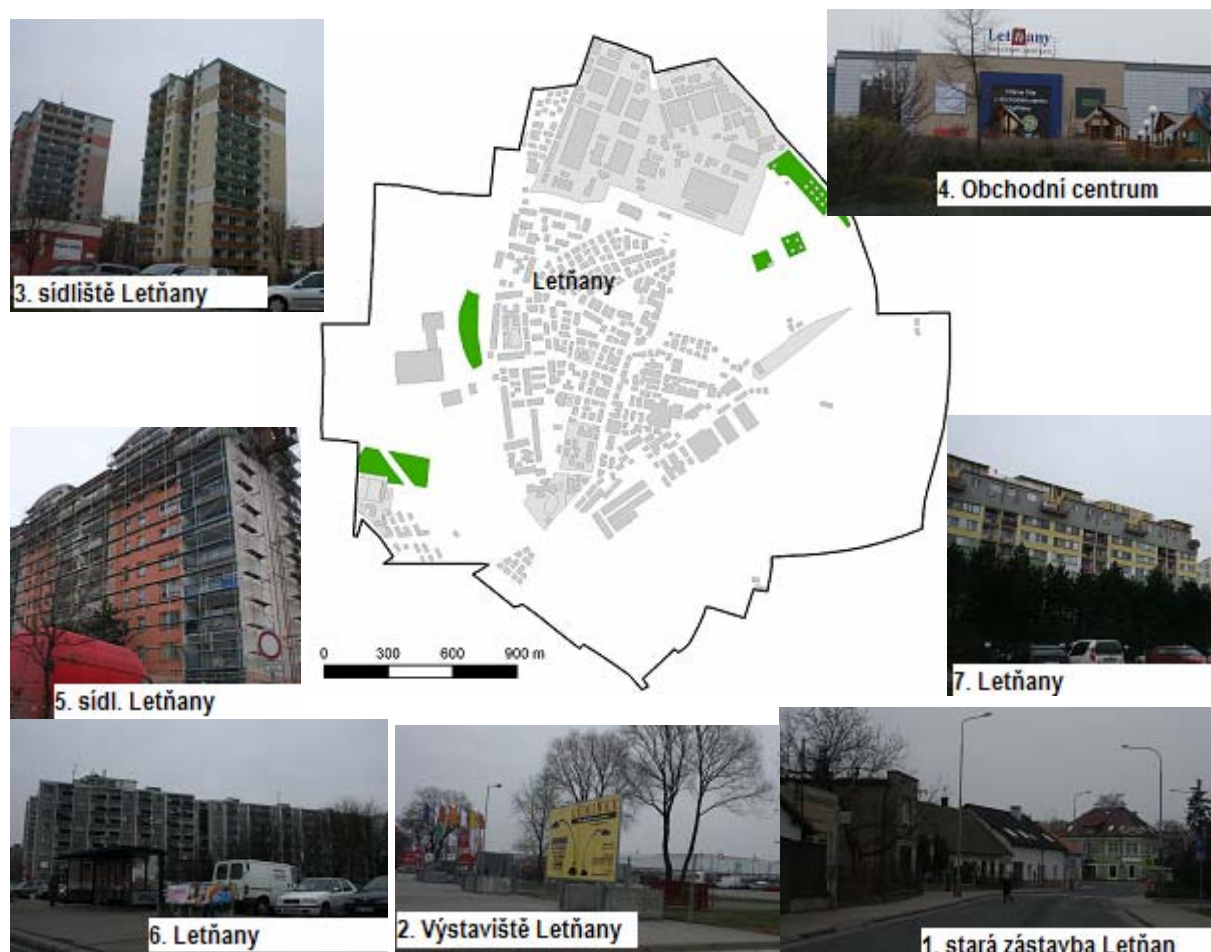 Letňany
4. Obchodní centrum
3. sídliště Letňany
Letňany
0 300 600 900 m
5. sídl. Letňany
7. Letňany
6. Letňany
2. Výstaviště Letňany
1. stará zástavba Letňan